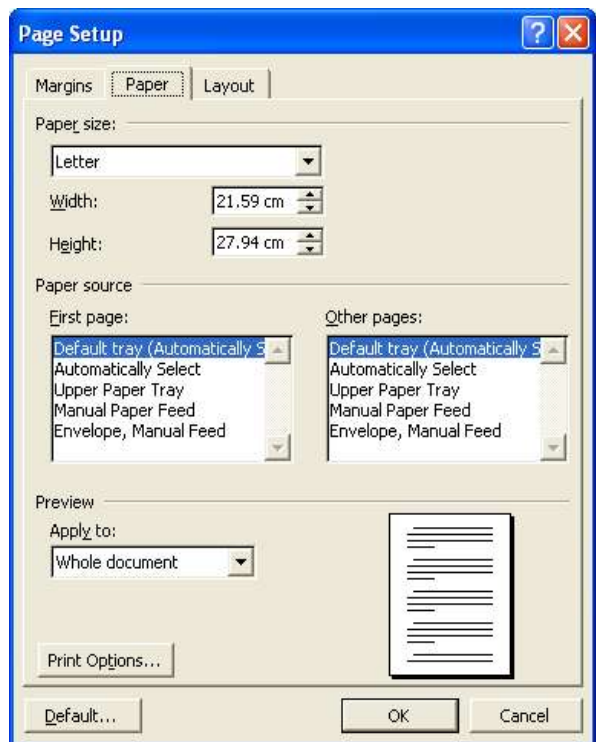 Page Setup
Margins Paper Layout
Paper size:
Letter
Width: 21.59 cm
Height: 27.94 cm
Paper source
First page: Other pages:
Default tray (Automatically S Default tray (Automatically S
Automatically Select Automatically Select
Upper Paper Tray Upper Paper Tray
Manual Paper Feed Manual Paper Feed
Envelope, Manual Feed Envelope, Manual Feed
Preview
Apply to:
Whole document
Print Options...
Default... OK Cancel